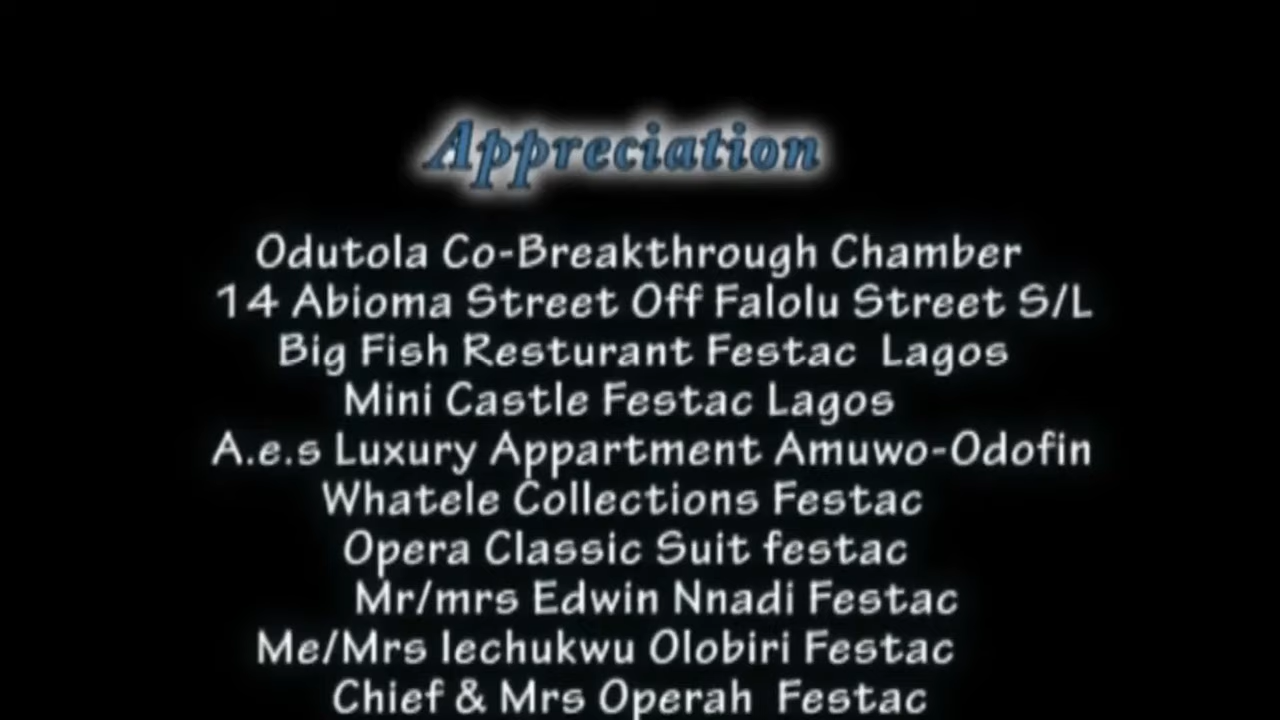 Appreciation
Odutola Co-Breakthrough Chamber
14 Abioma Street Off Falolu Street S/L
Big Fish Resturant Festac Lagos
Mini Castle Festac Lagos
A.e.s Luxury Appartment Amuwo-Odofin
Whatele Collections Festac
Opera Classic Suit festac
Mr/mrs Edwin Nnadi Festac
Me/Mrs Iechukwu Olobiri Festac
Chief & Mrs Operah Festac